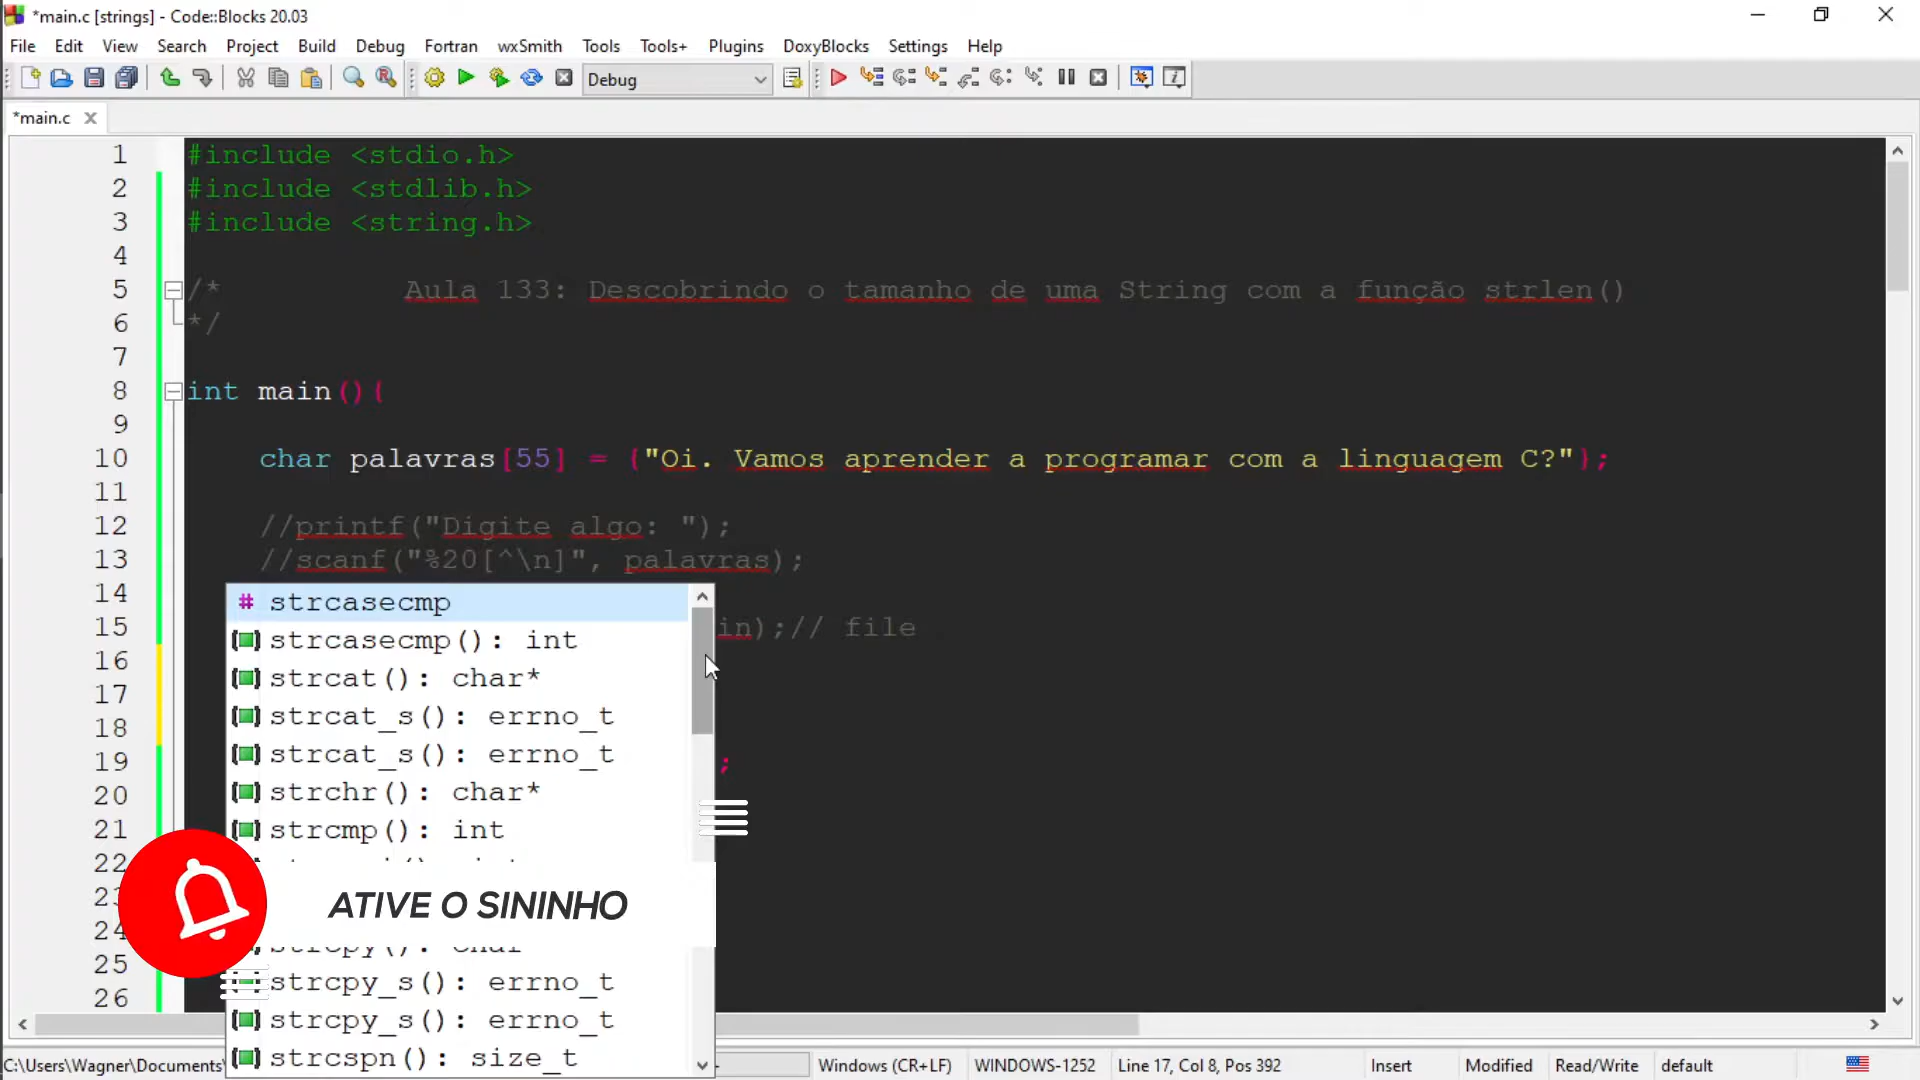 *main.c [strings] - Code::Blocks 20.03
File Edit View Search Project Build Debug Fortran wxSmith Tools Tools+ Plugins DoxyBlocks Settings Help
Debug
*main.c
1 #include <stdio.h>
2 #include <stdlib.h>
3 #include <string.h>
4
5 /* Aula 133: Descobrindo o tamanho de uma String com a função strlen()
6 */
7
8 int main(){
9
10 char palavras[55] = {"Oi. Vamos aprender a programar com a linguagem C?"};
11
12 //printf("Digite algo: ");
13 //scanf("%20[^\n]", palavras);
14
# strcasecmp
15 in);// file
strcasecmp(): int
16
strcat(): char*
17
strcat_s(): errno_t
18
strcat_s(): errno_t
19 ;
strchr(): char*
20
strcmp(): int
21
22
ATIVE O SININHO
24
25
strcpy_s(): errno_t
26
strcpy_s(): errno_t
strcspn(): size_t
C:\Users\Wagner\Documents\ Windows (CR+LF) WINDOWS-1252 Line 17, Col 8, Pos 392 Insert Modified Read/Write default